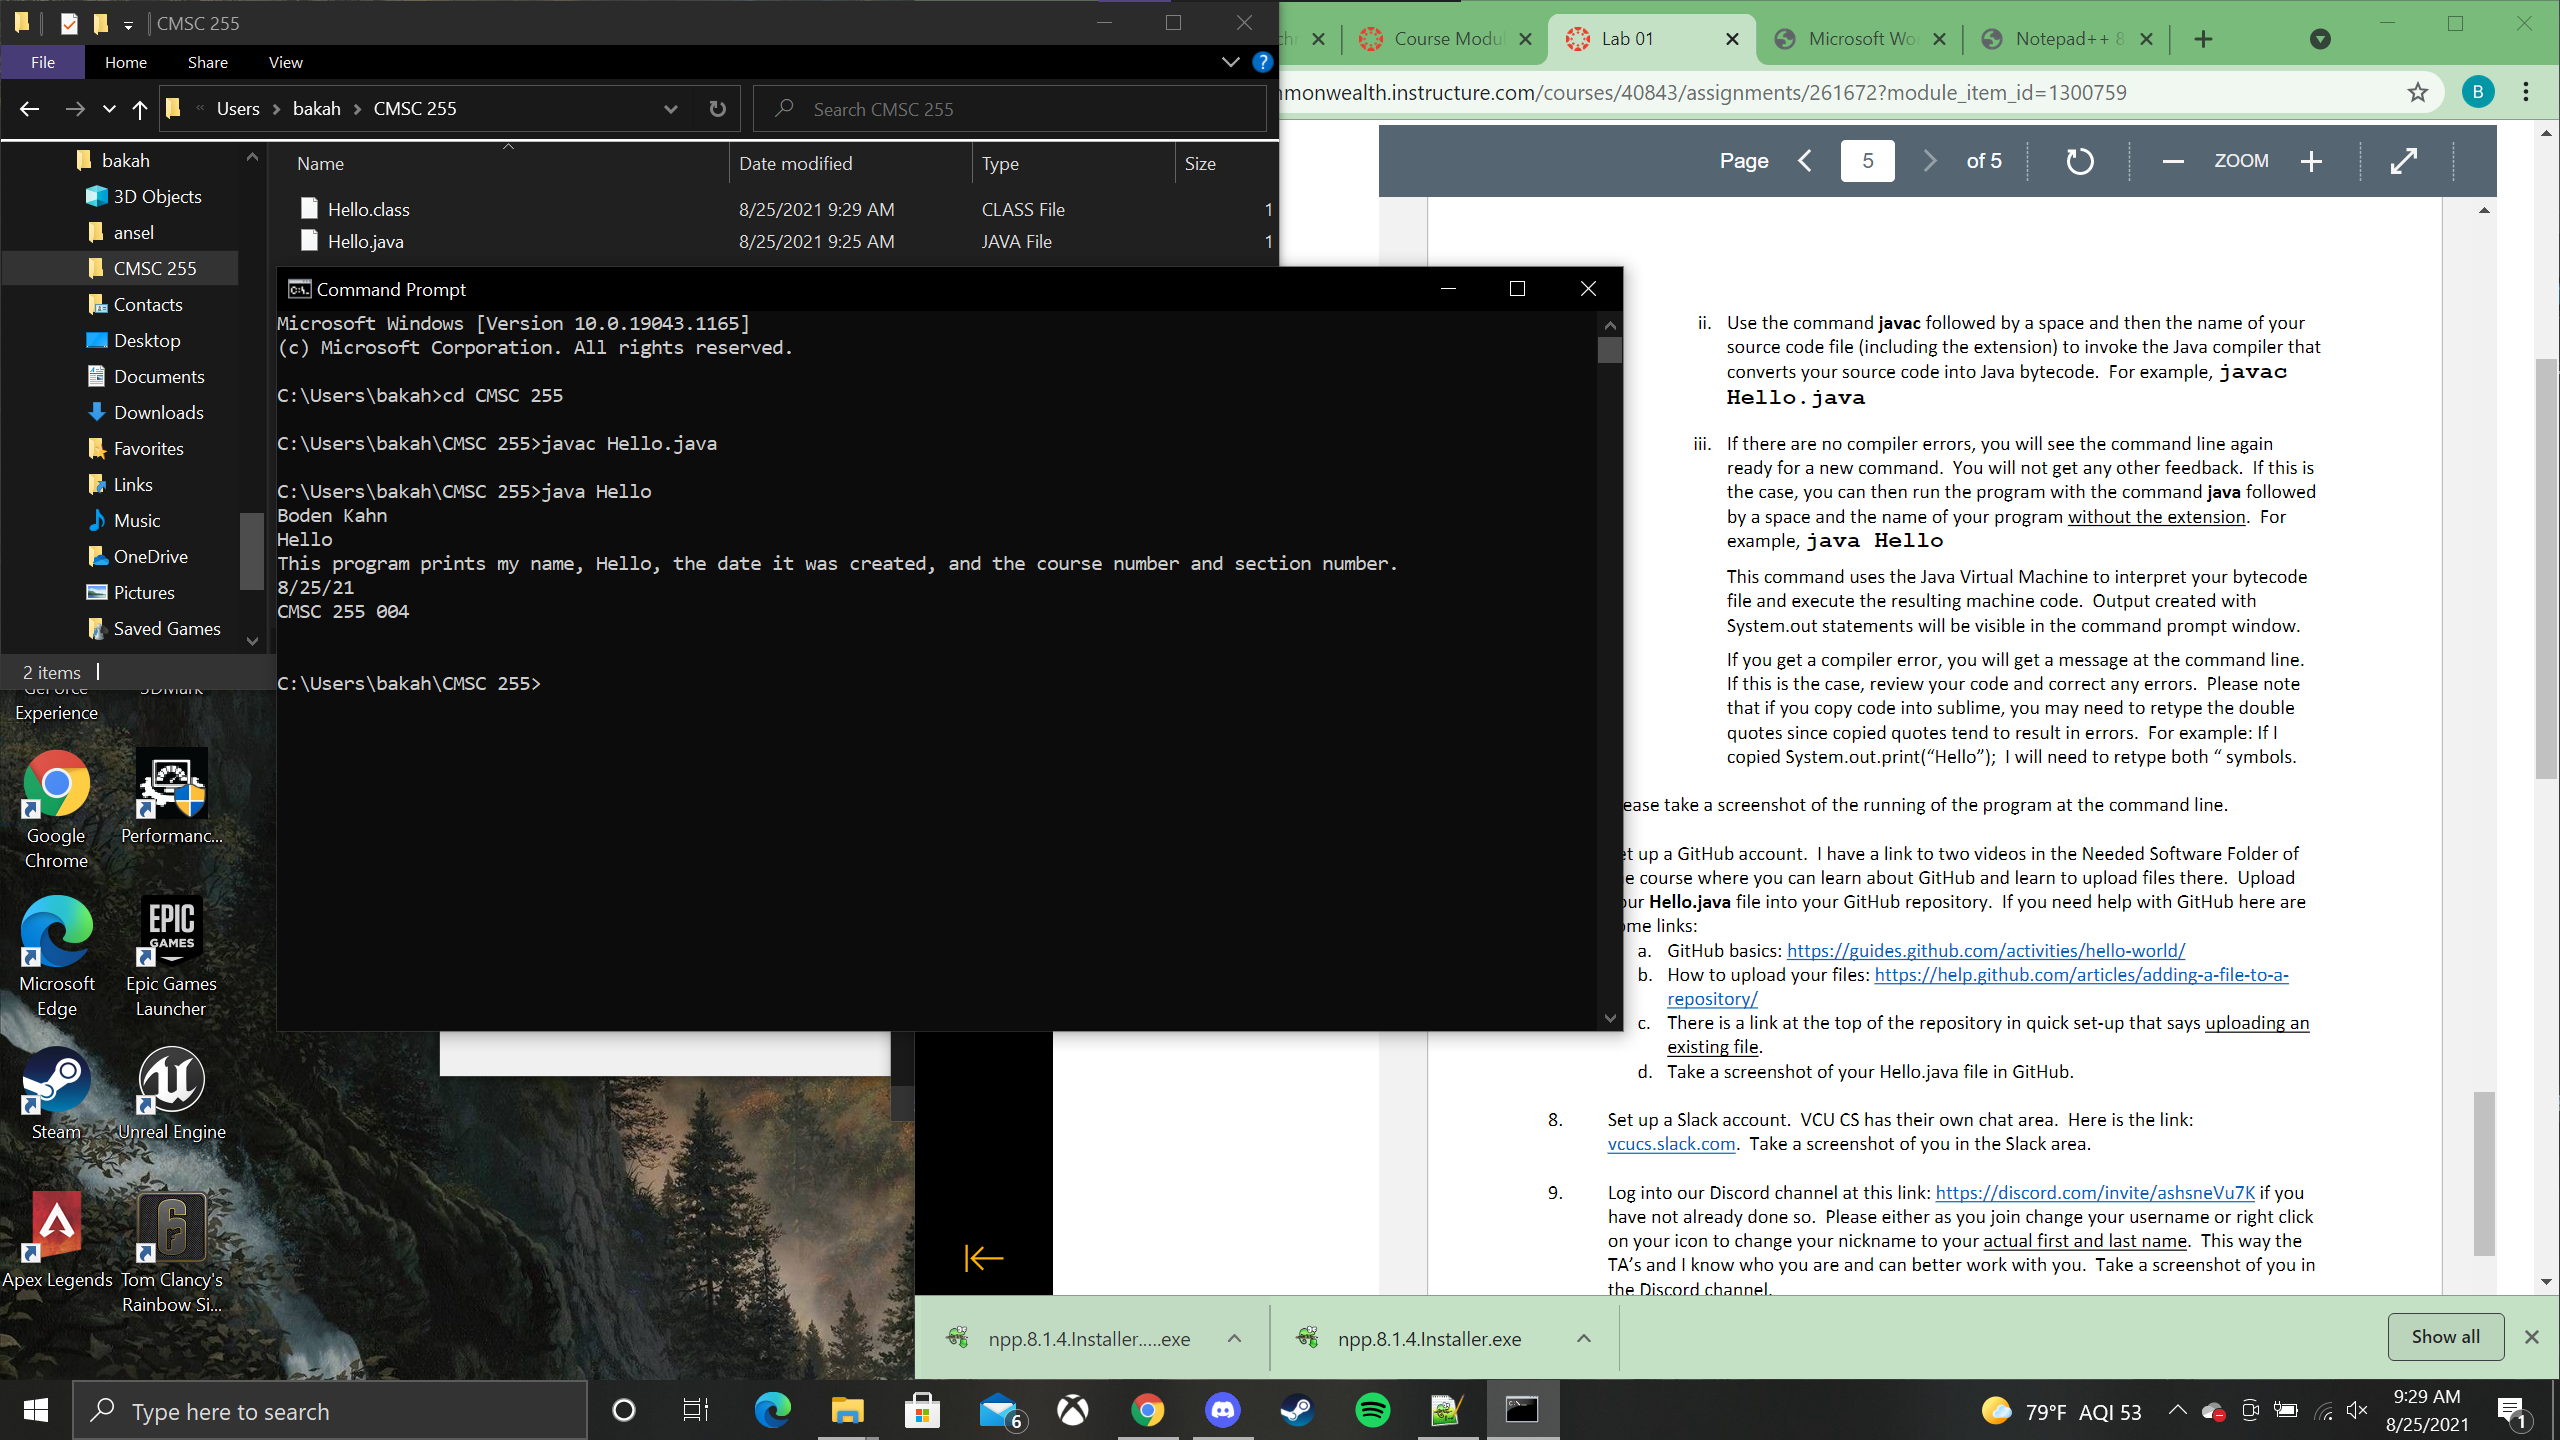 CMSC 255
File
Home
Share
View
Users
bakah
CMSC 255
Search CMSC 255
bakah
3D Objects
ansel
CMSC 255
Contacts
Desktop
Documents
Downloads
Favorites
Links
Music
OneDrive
Pictures
Saved Games
2 items
Name
Date modified
Type
Size
Hello.class
8/25/2021 9:29 AM
CLASS File
1
Hello.java
8/25/2021 9:25 AM
JAVA File
1
Command Prompt
Microsoft Windows [Version 10.0.19043.1165]
(c) Microsoft Corporation. All rights reserved.
C:\Users\bakah>cd CMSC 255
C:\Users\bakah\CMSC 255>javac Hello.java
C:\Users\bakah\CMSC 255>java Hello
Boden Kahn
Hello
This program prints my name, Hello, the date it was created, and the course number and section number.
8/25/21
CMSC 255 004
C:\Users\bakah\CMSC 255>
Course Modul
Lab 01
Microsoft Wo
Notepad++ 8
mmonwealth.instructure.com/courses/40843/assignments/261672?module_item_id=1300759
B
Page
5
of 5
ZOOM
ii. Use the command javac followed by a space and then the name of your
source code file (including the extension) to invoke the Java compiler that
converts your source code into Java bytecode. For example, javac
Hello.java
iii. If there are no compiler errors, you will see the command line again
ready for a new command. You will not get any other feedback. If this is
the case, you can then run the program with the command java followed
by a space and the name of your program without the extension. For
example, java Hello
This command uses the Java Virtual Machine to interpret your bytecode
file and execute the resulting machine code. Output created with
System.out statements will be visible in the command prompt window.
If you get a compiler error, you will get a message at the command line.
If this is the case, review your code and correct any errors. Please note
that if you copy code into sublime, you may need to retype the double
quotes since copied quotes tend to result in errors. For example: If I
copied System.out.print(“Hello”); I will need to retype both “ symbols.
ease take a screenshot of the running of the program at the command line.
et up a GitHub account. I have a link to two videos in the Needed Software Folder of
e course where you can learn about GitHub and learn to upload files there. Upload
our Hello.java file into your GitHub repository. If you need help with GitHub here are
ome links:
a. GitHub basics: https://guides.github.com/activities/hello-world/
b. How to upload your files: https://help.github.com/articles/adding-a-file-to-a-
repository/
c. There is a link at the top of the repository in quick set-up that says uploading an
existing file.
d. Take a screenshot of your Hello.java file in GitHub.
8. Set up a Slack account. VCU CS has their own chat area. Here is the link:
vcucs.slack.com. Take a screenshot of you in the Slack area.
9. Log into our Discord channel at this link: https://discord.com/invite/ashsneVu7K if you
have not already done so. Please either as you join change your username or right click
on your icon to change your nickname to your actual first and last name. This way the
TA’s and I know who you are and can better work with you. Take a screenshot of you in
the Discord channel.
GeForce
Experience
3DMark
Google
Chrome
Performanc...
Microsoft
Edge
EPIC
GAMES
Epic Games
Launcher
Steam
Unreal Engine
Apex Legends
Tom Clancy's
Rainbow Si...
npp.8.1.4.Installer.....exe
npp.8.1.4.Installer.exe
Show all
Type here to search
6
79°F AQI 53
9:29 AM
8/25/2021
1